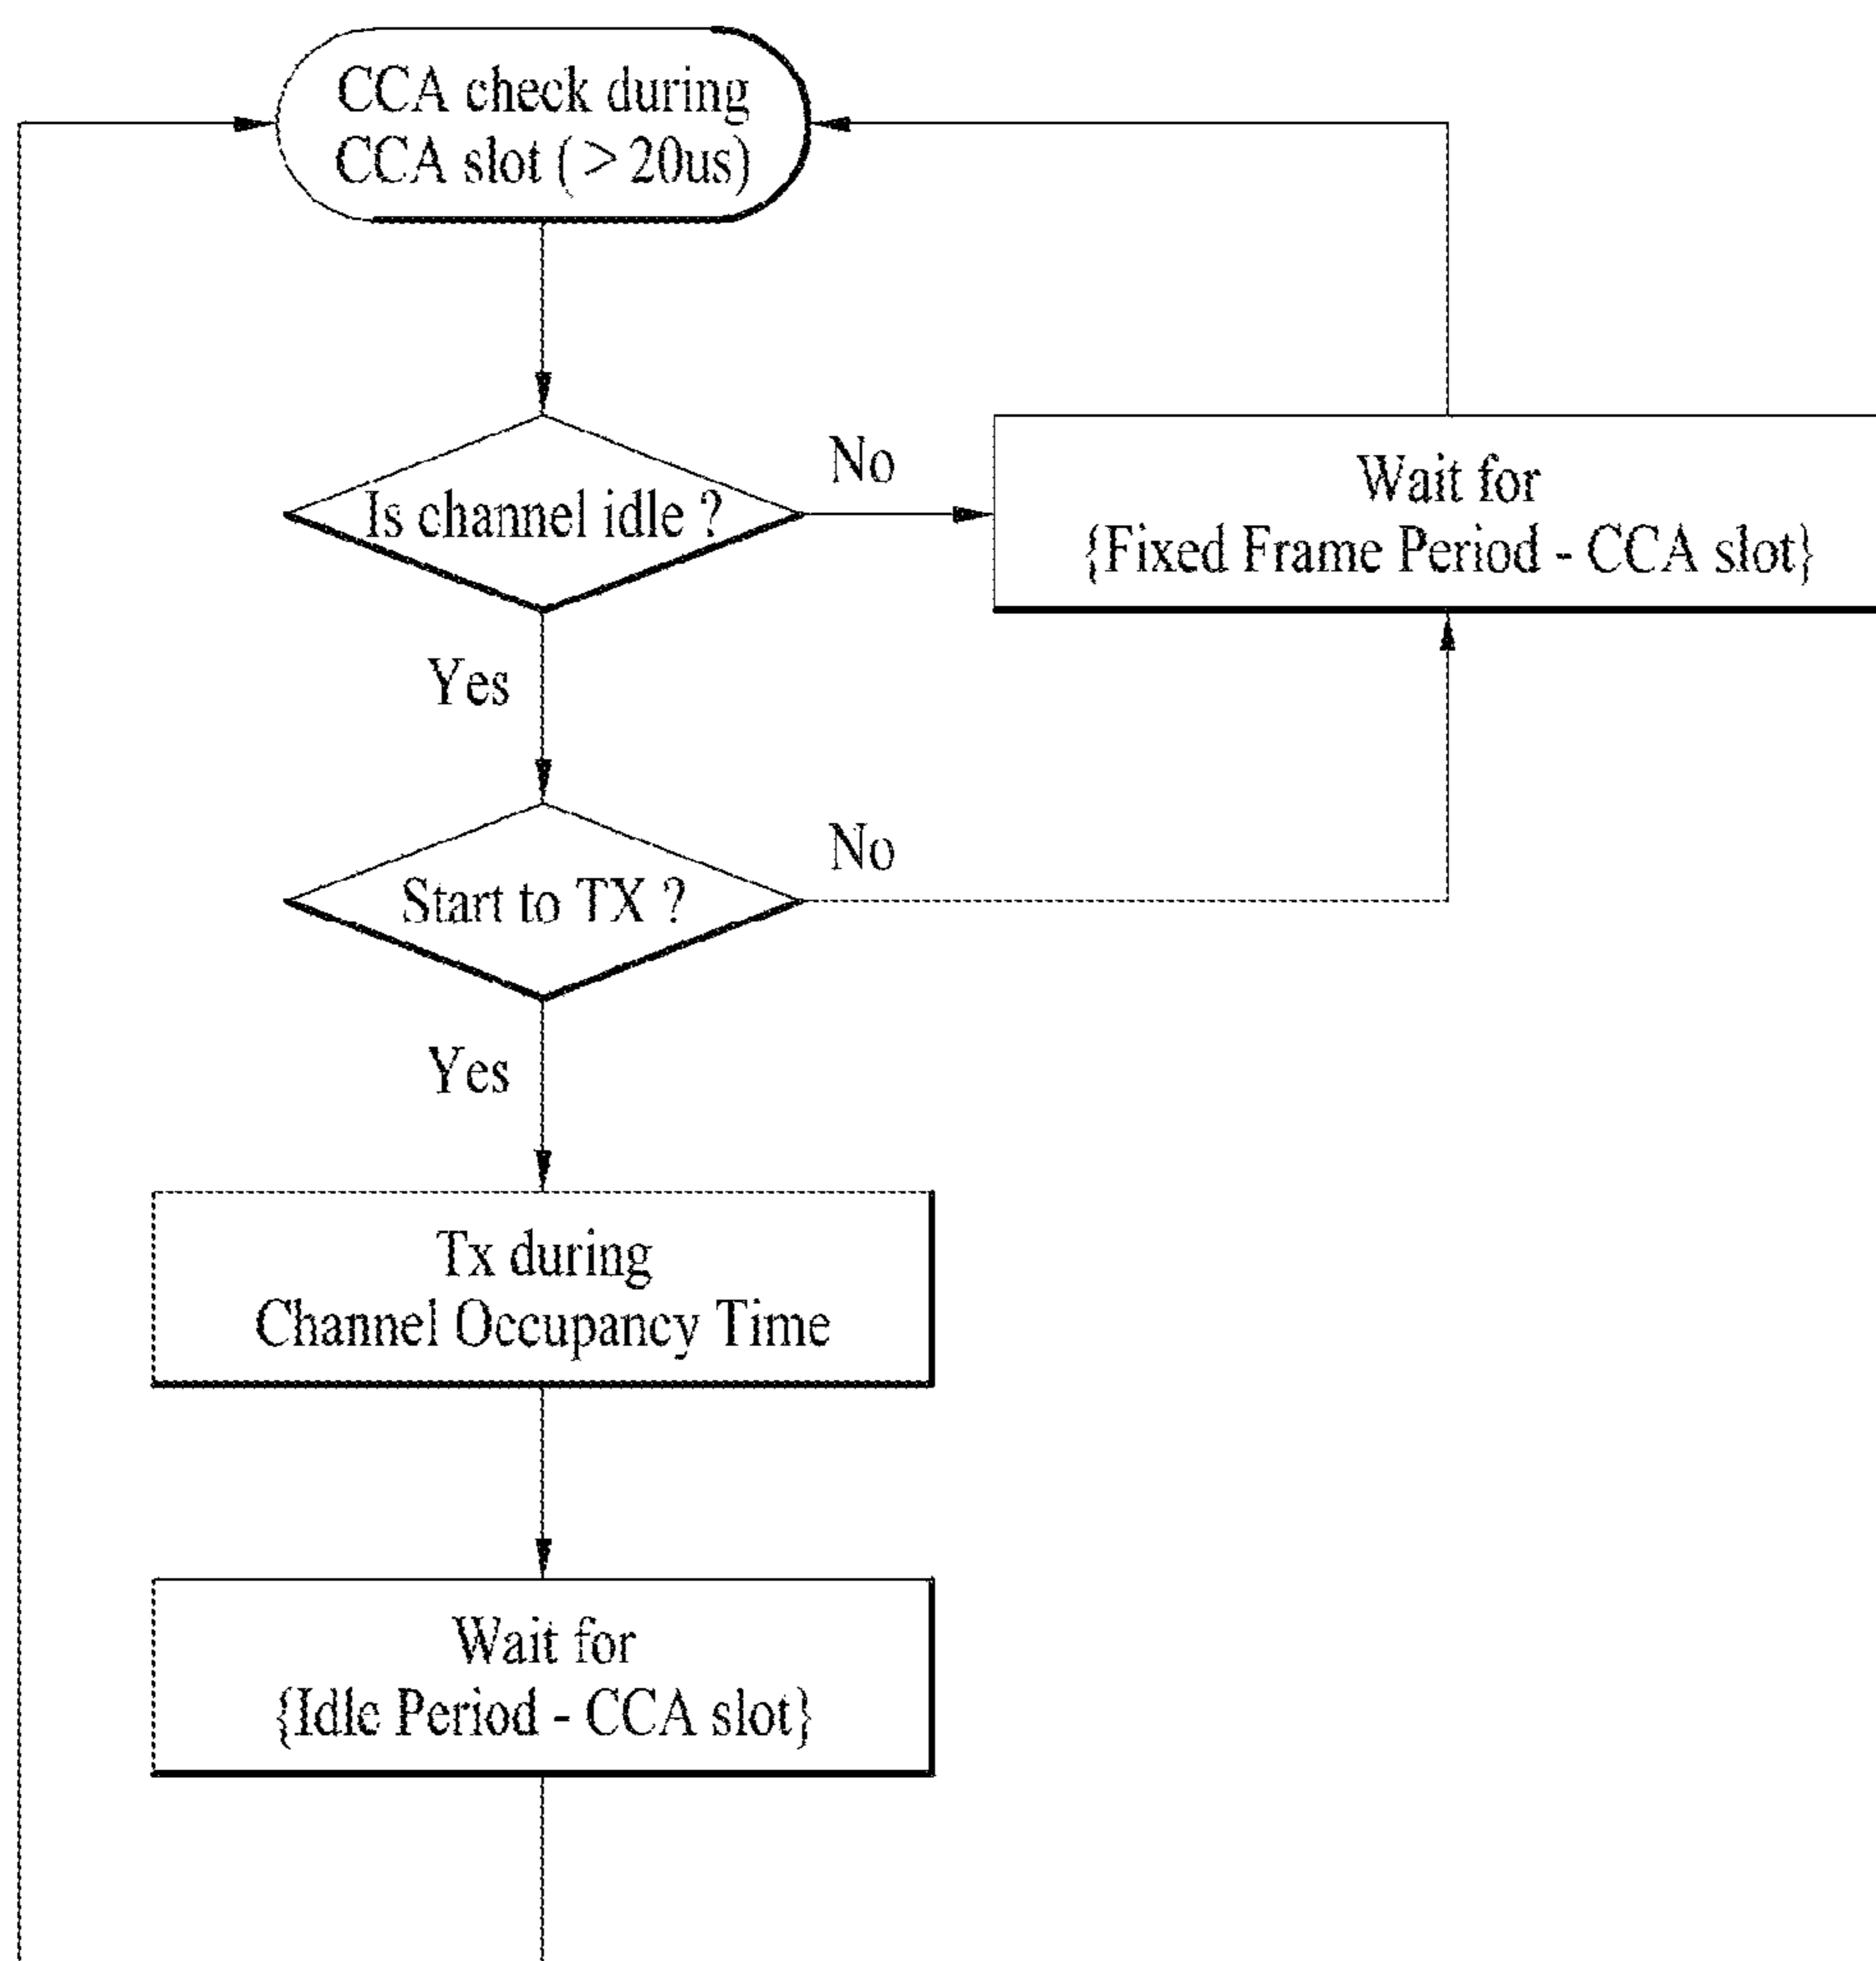 CCA check during
CCA slot ( > 20us)
Is channel idle ?
No
Wait for
{Fixed Frame Period - CCA slot}
Yes
Start to TX ?
No
Yes
Tx during
Channel Occupancy Time
Wait for
{Idle Period - CCA slot}